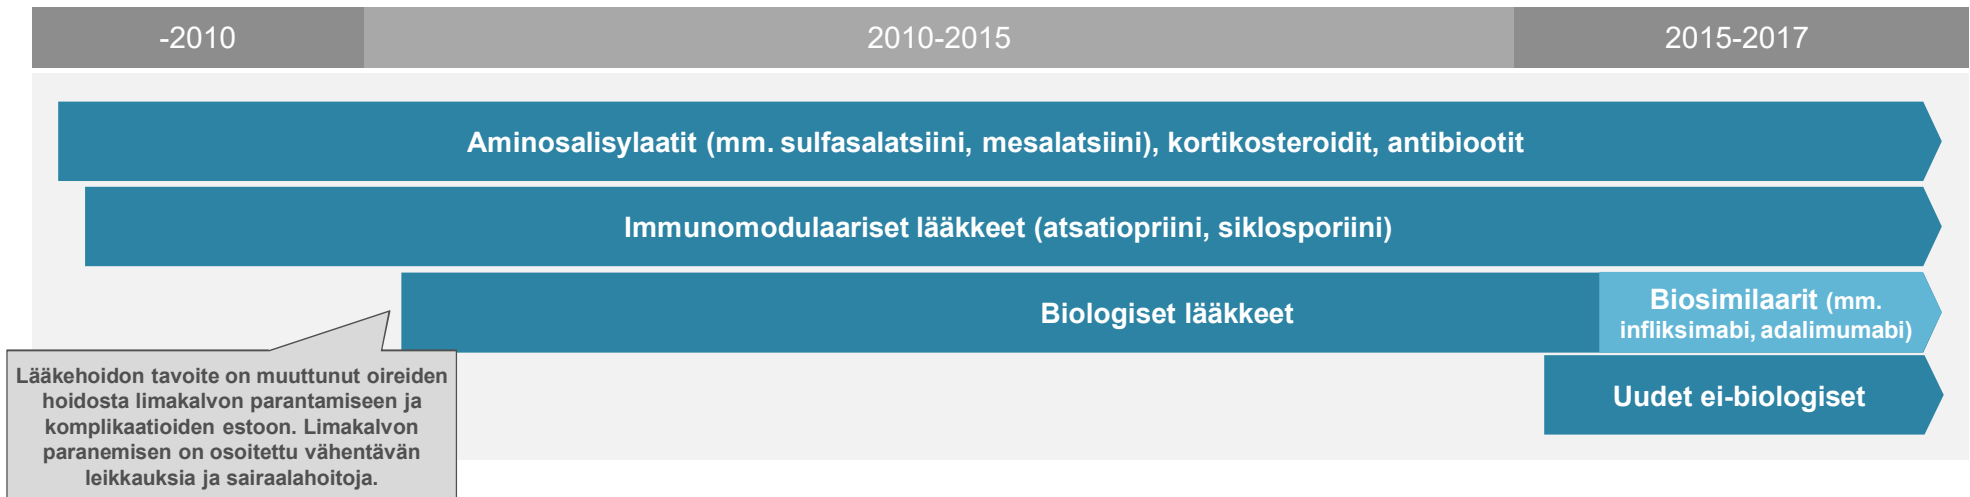 -2010
2010-2015
2015-2017
Aminosalisylaatit (mm. sulfasalatsiini, mesalatsiini), kortikosteroidit, antibiootit
Immunomodulaariset lääkkeet (atsatiopriini, siklosporiini)
Biologiset lääkkeet
Biosimilaarit (mm.
infliksimabi, adalimumabi)
Uudet ei-biologiset
Lääkehoidon tavoite on muuttunut oireiden
hoidosta limakalvon parantamiseen ja
komplikaatioiden estoon. Limakalvon
paranemisen on osoitettu vähentävän
leikkauksia ja sairaalahoitoja.